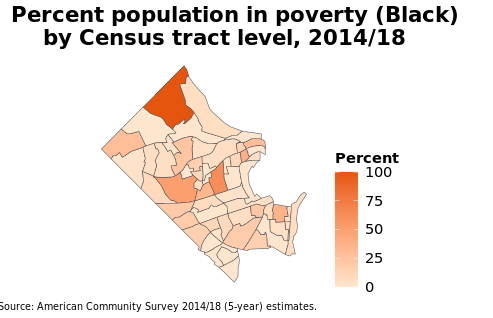 Percent population in poverty (Black)
by Census tract level, 2014/18
Percent
100
75
50
25
0
Source: American Community Survey 2014/18 (5-year) estimates.